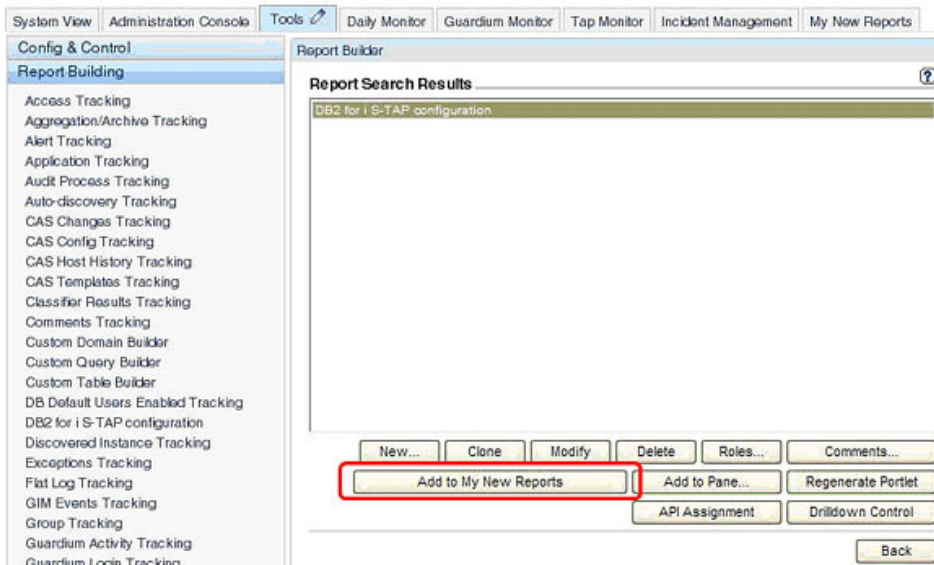 System View Administration Console Tools Daily Monitor Guardium Monitor Tap Monitor Incident Management My New Reports
Config & Control
Report Building
Access Tracking
Aggregation/Archive Tracking
Alert Tracking
Application Tracking
Audit Process Tracking
Auto-discovery Tracking
CAS Changes Tracking
CAS Config Tracking
CAS Host History Tracking
CAS Templates Tracking
Classifier Results Tracking
Comments Tracking
Custom Domain Builder
Custom Query Builder
Custom Table Builder
DB Default Users Enabled Tracking
DB2 for i S-TAP configuration
Discovered Instance Tracking
Exceptions Tracking
Flat Log Tracking
GIM Events Tracking
Group Tracking
Guardium Activity Tracking
Guardium Login Tracking
Report Builder
Report Search Results ?
DB2 for i S-TAP configuration
New... Clone Modify Delete Roles... Comments...
Add to My New Reports Add to Pane... Regenerate Portlet
API Assignment Drilldown Control
Back